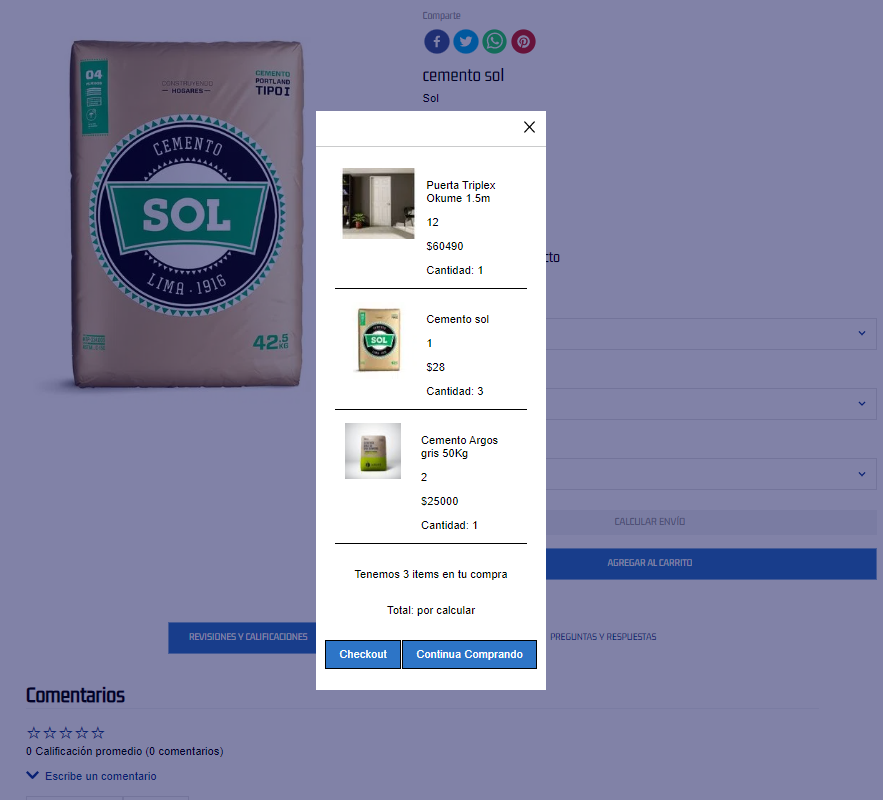 Comparte
cemento sol
Sol
04
CONSTRUYENDO
HOGARES
CEMENTO
PORTLAND
TIPO I
CEMENTO
SOL
LIMA · 1916
42.5
KG
Puerta Triplex
Okume 1.5m
12
$60490
Cantidad: 1
cto
Cemento sol
1
$28
Cantidad: 3
SOL
Cemento Argos
gris 50Kg
2
$25000
Cantidad: 1
CALCULAR ENVÍO
AGREGAR AL CARRITO
Tenemos 3 items en tu compra
Total: por calcular
Checkout
Continua Comprando
REVISIONES Y CALIFICACIONES
PREGUNTAS Y RESPUESTAS
Comentarios
0 Calificación promedio (0 comentarios)
Escribe un comentario